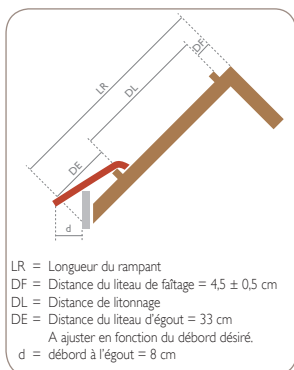 DF
LR
DL
DE
d
LR = Longueur du rampant
DF = Distance du liteau de faîtage = 4,5 ± 0,5 cm
DL = Distance de litonnage
DE = Distance du liteau d'égout = 33 cm
A ajuster en fonction du débord désiré.
d = débord à l'égout = 8 cm